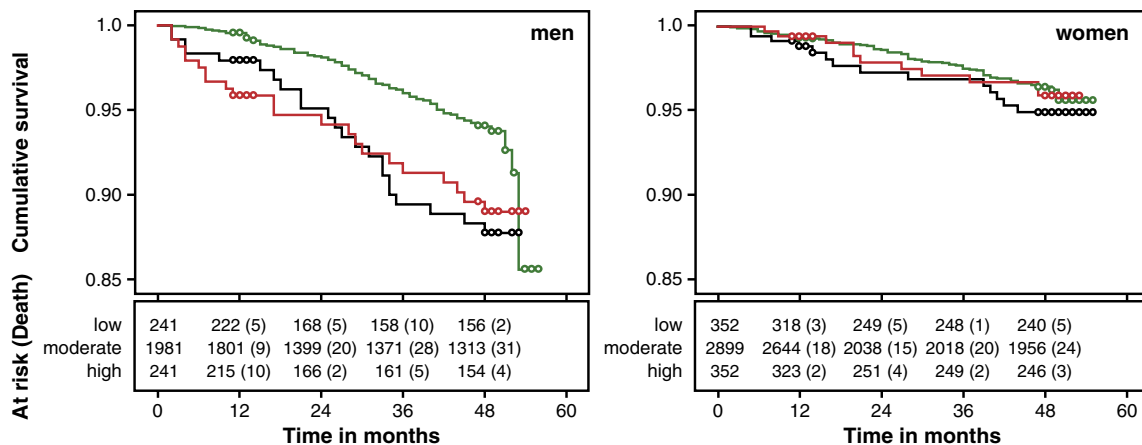 Cumulative survival
1.0
0.95
0.90
0.85
men
1.0
0.95
0.90
0.85
women
At risk (Death)
low 241 222 (5) 168 (5) 158 (10) 156 (2)
moderate 1981 1801 (9) 1399 (20) 1371 (28) 1313 (31)
high 241 215 (10) 166 (2) 161 (5) 154 (4)
0 12 24 36 48 60
Time in months
low 352 318 (3) 249 (5) 248 (1) 240 (5)
moderate 2899 2644 (18) 2038 (15) 2018 (20) 1956 (24)
high 352 323 (2) 251 (4) 249 (2) 246 (3)
0 12 24 36 48 60
Time in months